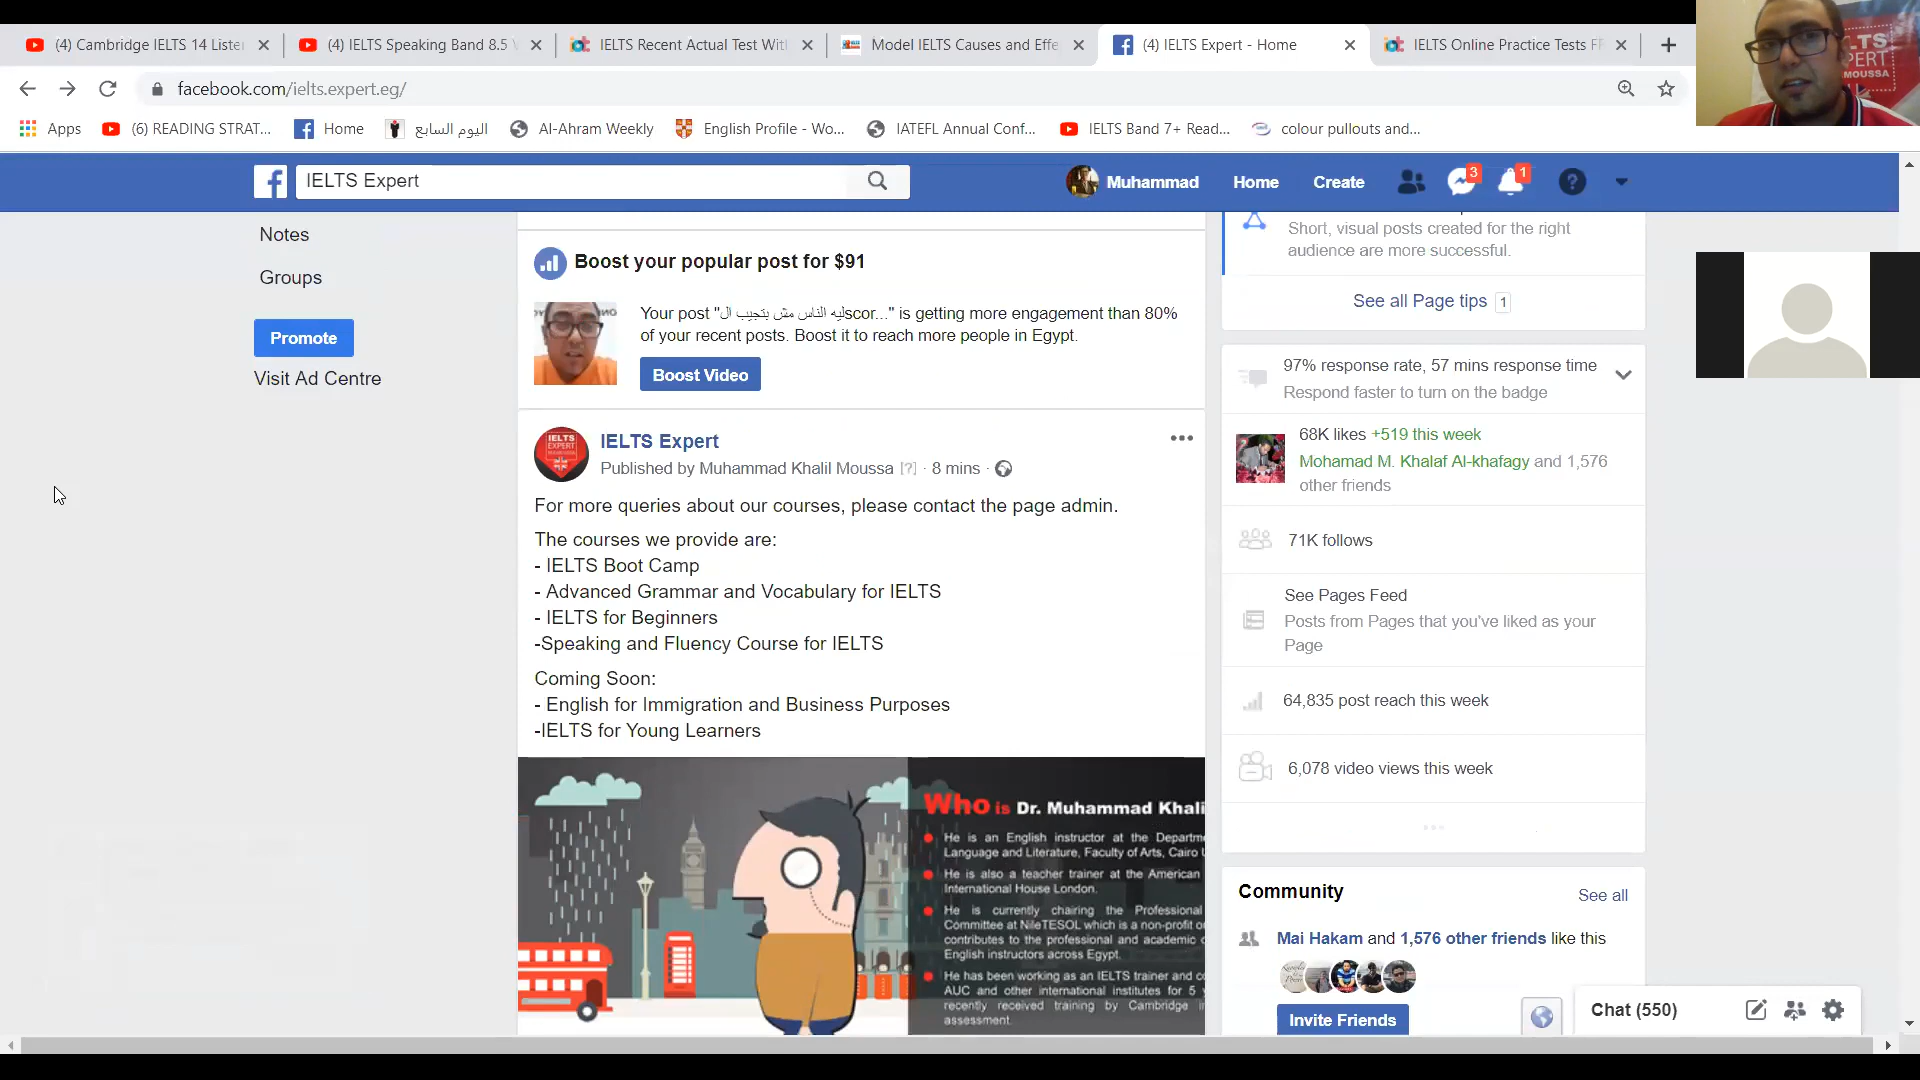 (4) Cambridge IELTS 14 Liste
(4) IELTS Speaking Band 8.5
IELTS Recent Actual Test Wit
Model IELTS Causes and Effe
(4) IELTS Expert - Home
IELTS Online Practice Tests
facebook.com/ielts.expert.eg/
Apps
(6) READING STRAT...
Home
اليوم السابع
Al-Ahram Weekly
English Profile - Wo...
IATEFL Annual Conf...
IELTS Band 7+ Read...
colour pullouts and...
IELTS Expert
Muhammad
Home
Create
3
1
Notes
Groups
Promote
Visit Ad Centre
Boost your popular post for $91
Your post "ليه الناس مش بتجيب ال scor..." is getting more engagement than 80%
of your recent posts. Boost it to reach more people in Egypt.
Boost Video
IELTS Expert
Published by Muhammad Khalil Moussa [?] · 8 mins ·
For more queries about our courses, please contact the page admin.
The courses we provide are:
- IELTS Boot Camp
- Advanced Grammar and Vocabulary for IELTS
- IELTS for Beginners
-Speaking and Fluency Course for IELTS
Coming Soon:
- English for Immigration and Business Purposes
-IELTS for Young Learners
Who is Dr. Muhammad Khali
He is an English instructor at the Departm
Language and Literature, Faculty of Arts, Cairo
He is also a teacher trainer at the American
International House London.
He is currently chairing the Professional
Committee at NileTESOL which is a non-profit
contributes to the professional and academic
English instructors across Egypt.
He has been working as an IELTS trainer and
AUC and other international institutes for 5
recently received training by Cambridge
assessment.
Short, visual posts created for the right
audience are more successful.
See all Page tips 1
97% response rate, 57 mins response time
Respond faster to turn on the badge
68K likes +519 this week
Mohamad M. Khalaf Al-khafagy and 1,576
other friends
71K follows
See Pages Feed
Posts from Pages that you've liked as your
Page
64,835 post reach this week
6,078 video views this week
Community
See all
Mai Hakam and 1,576 other friends like this
Invite Friends
Chat (550)